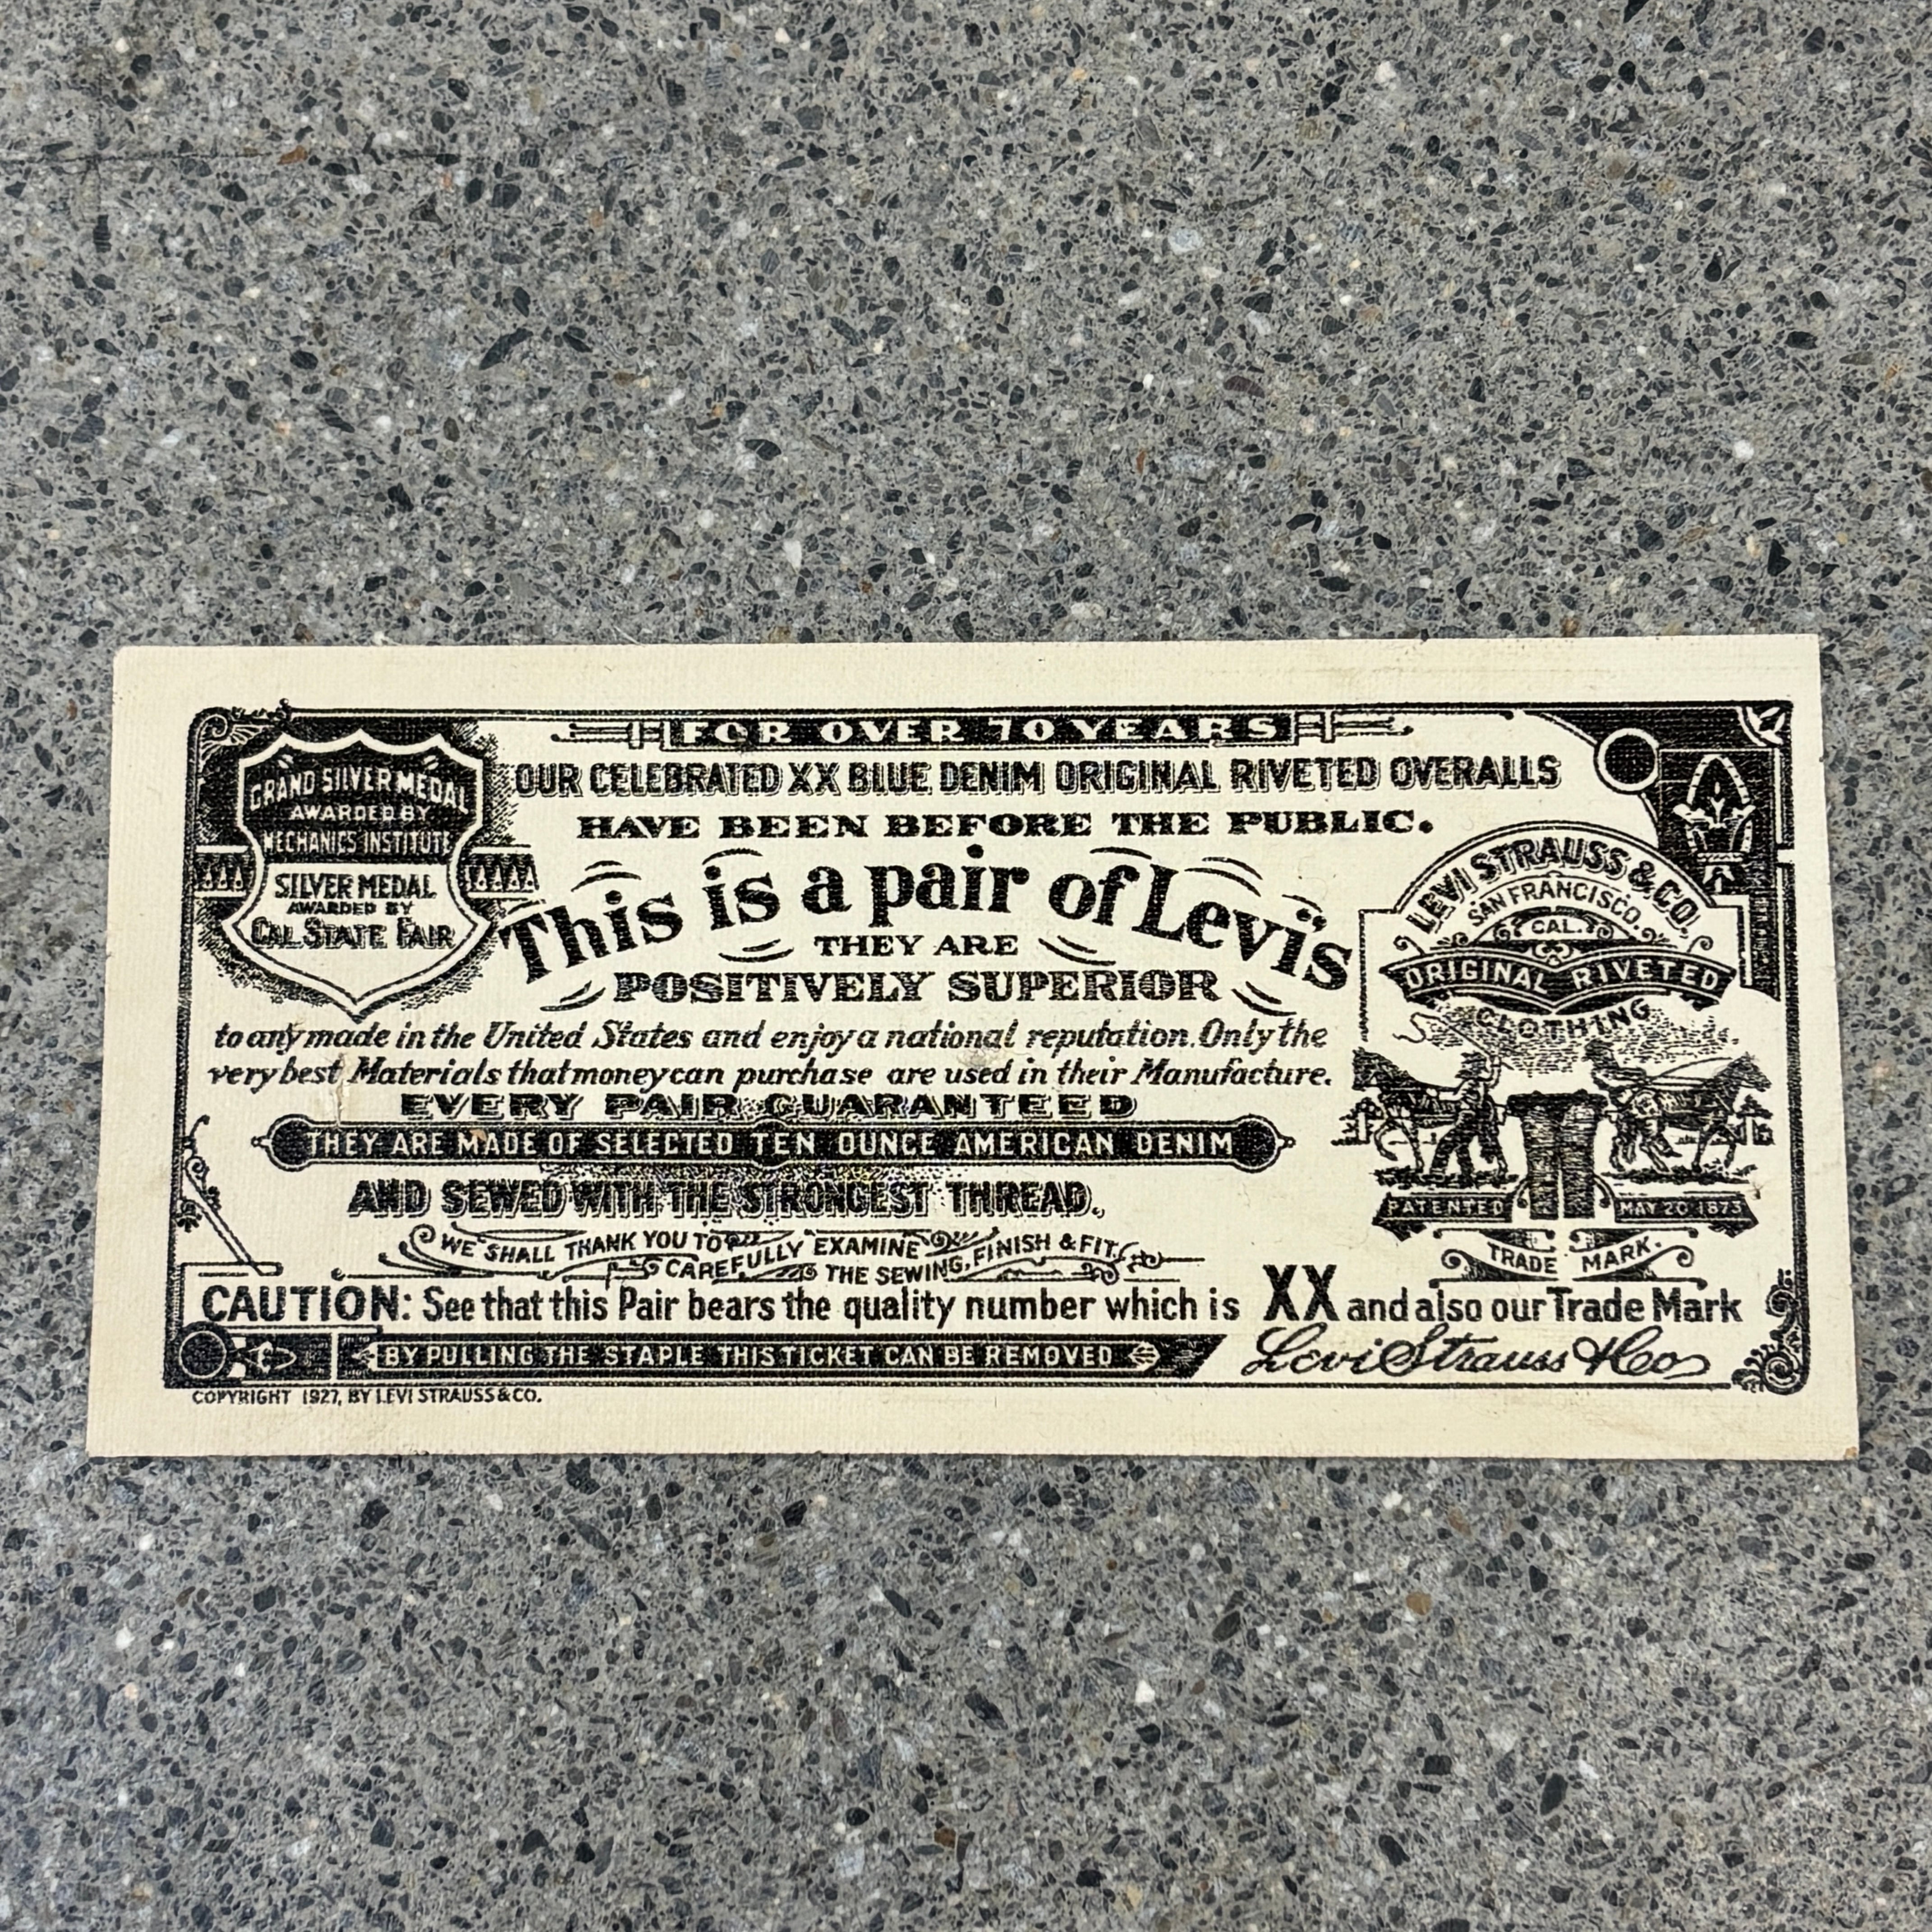 FOR OVER 70 YEARS
OUR CELEBRATED XX BLUE DENIM ORIGINAL RIVETED OVERALLS
HAVE BEEN BEFORE THE PUBLIC.
GRAND SILVER MEDAL
AWARDED BY
MECHANICS INSTITUTE
SILVER MEDAL
AWARDED BY
CAL. STATE FAIR
This is a pair of Levi's
THEY ARE
POSITIVELY SUPERIOR
to any made in the United States and enjoy a national reputation. Only the
very best Materials that money can purchase are used in their Manufacture.
EVERY PAIR GUARANTEED
THEY ARE MADE OF SELECTED TEN OUNCE AMERICAN DENIM
AND SEWED WITH THE STRONGEST THREAD.
WE SHALL THANK YOU TO CAREFULLY EXAMINE THE SEWING, FINISH & FIT.
LEVI STRAUSS & CO.
SAN FRANCISCO.
CAL.
ORIGINAL RIVETED
CLOTHING
PATENTED MAY 20 1873
TRADE MARK.
CAUTION: See that this Pair bears the quality number which is XX and also our Trade Mark
BY PULLING THE STAPLE THIS TICKET CAN BE REMOVED
Levi Strauss & Co
COPYRIGHT 1927, BY LEVI STRAUSS & CO.